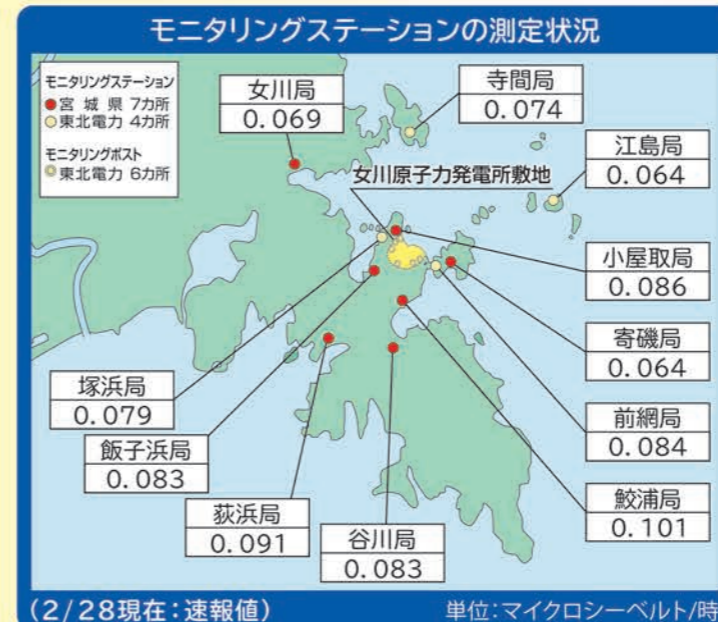 モニタリングステーションの測定状況
モニタリングステーション
宮城県 7カ所
東北電力 4カ所
モニタリングポスト
東北電力 6カ所
女川局
0.069
寺間局
0.074
江島局
0.064
女川原子力発電所敷地
小屋取局
0.086
寄磯局
0.064
前網局
0.084
鮫浦局
0.101
塚浜局
0.079
飯子浜局
0.083
荻浜局
0.091
谷川局
0.083
(2/28現在:速報値)
単位:マイクロシーベルト/時